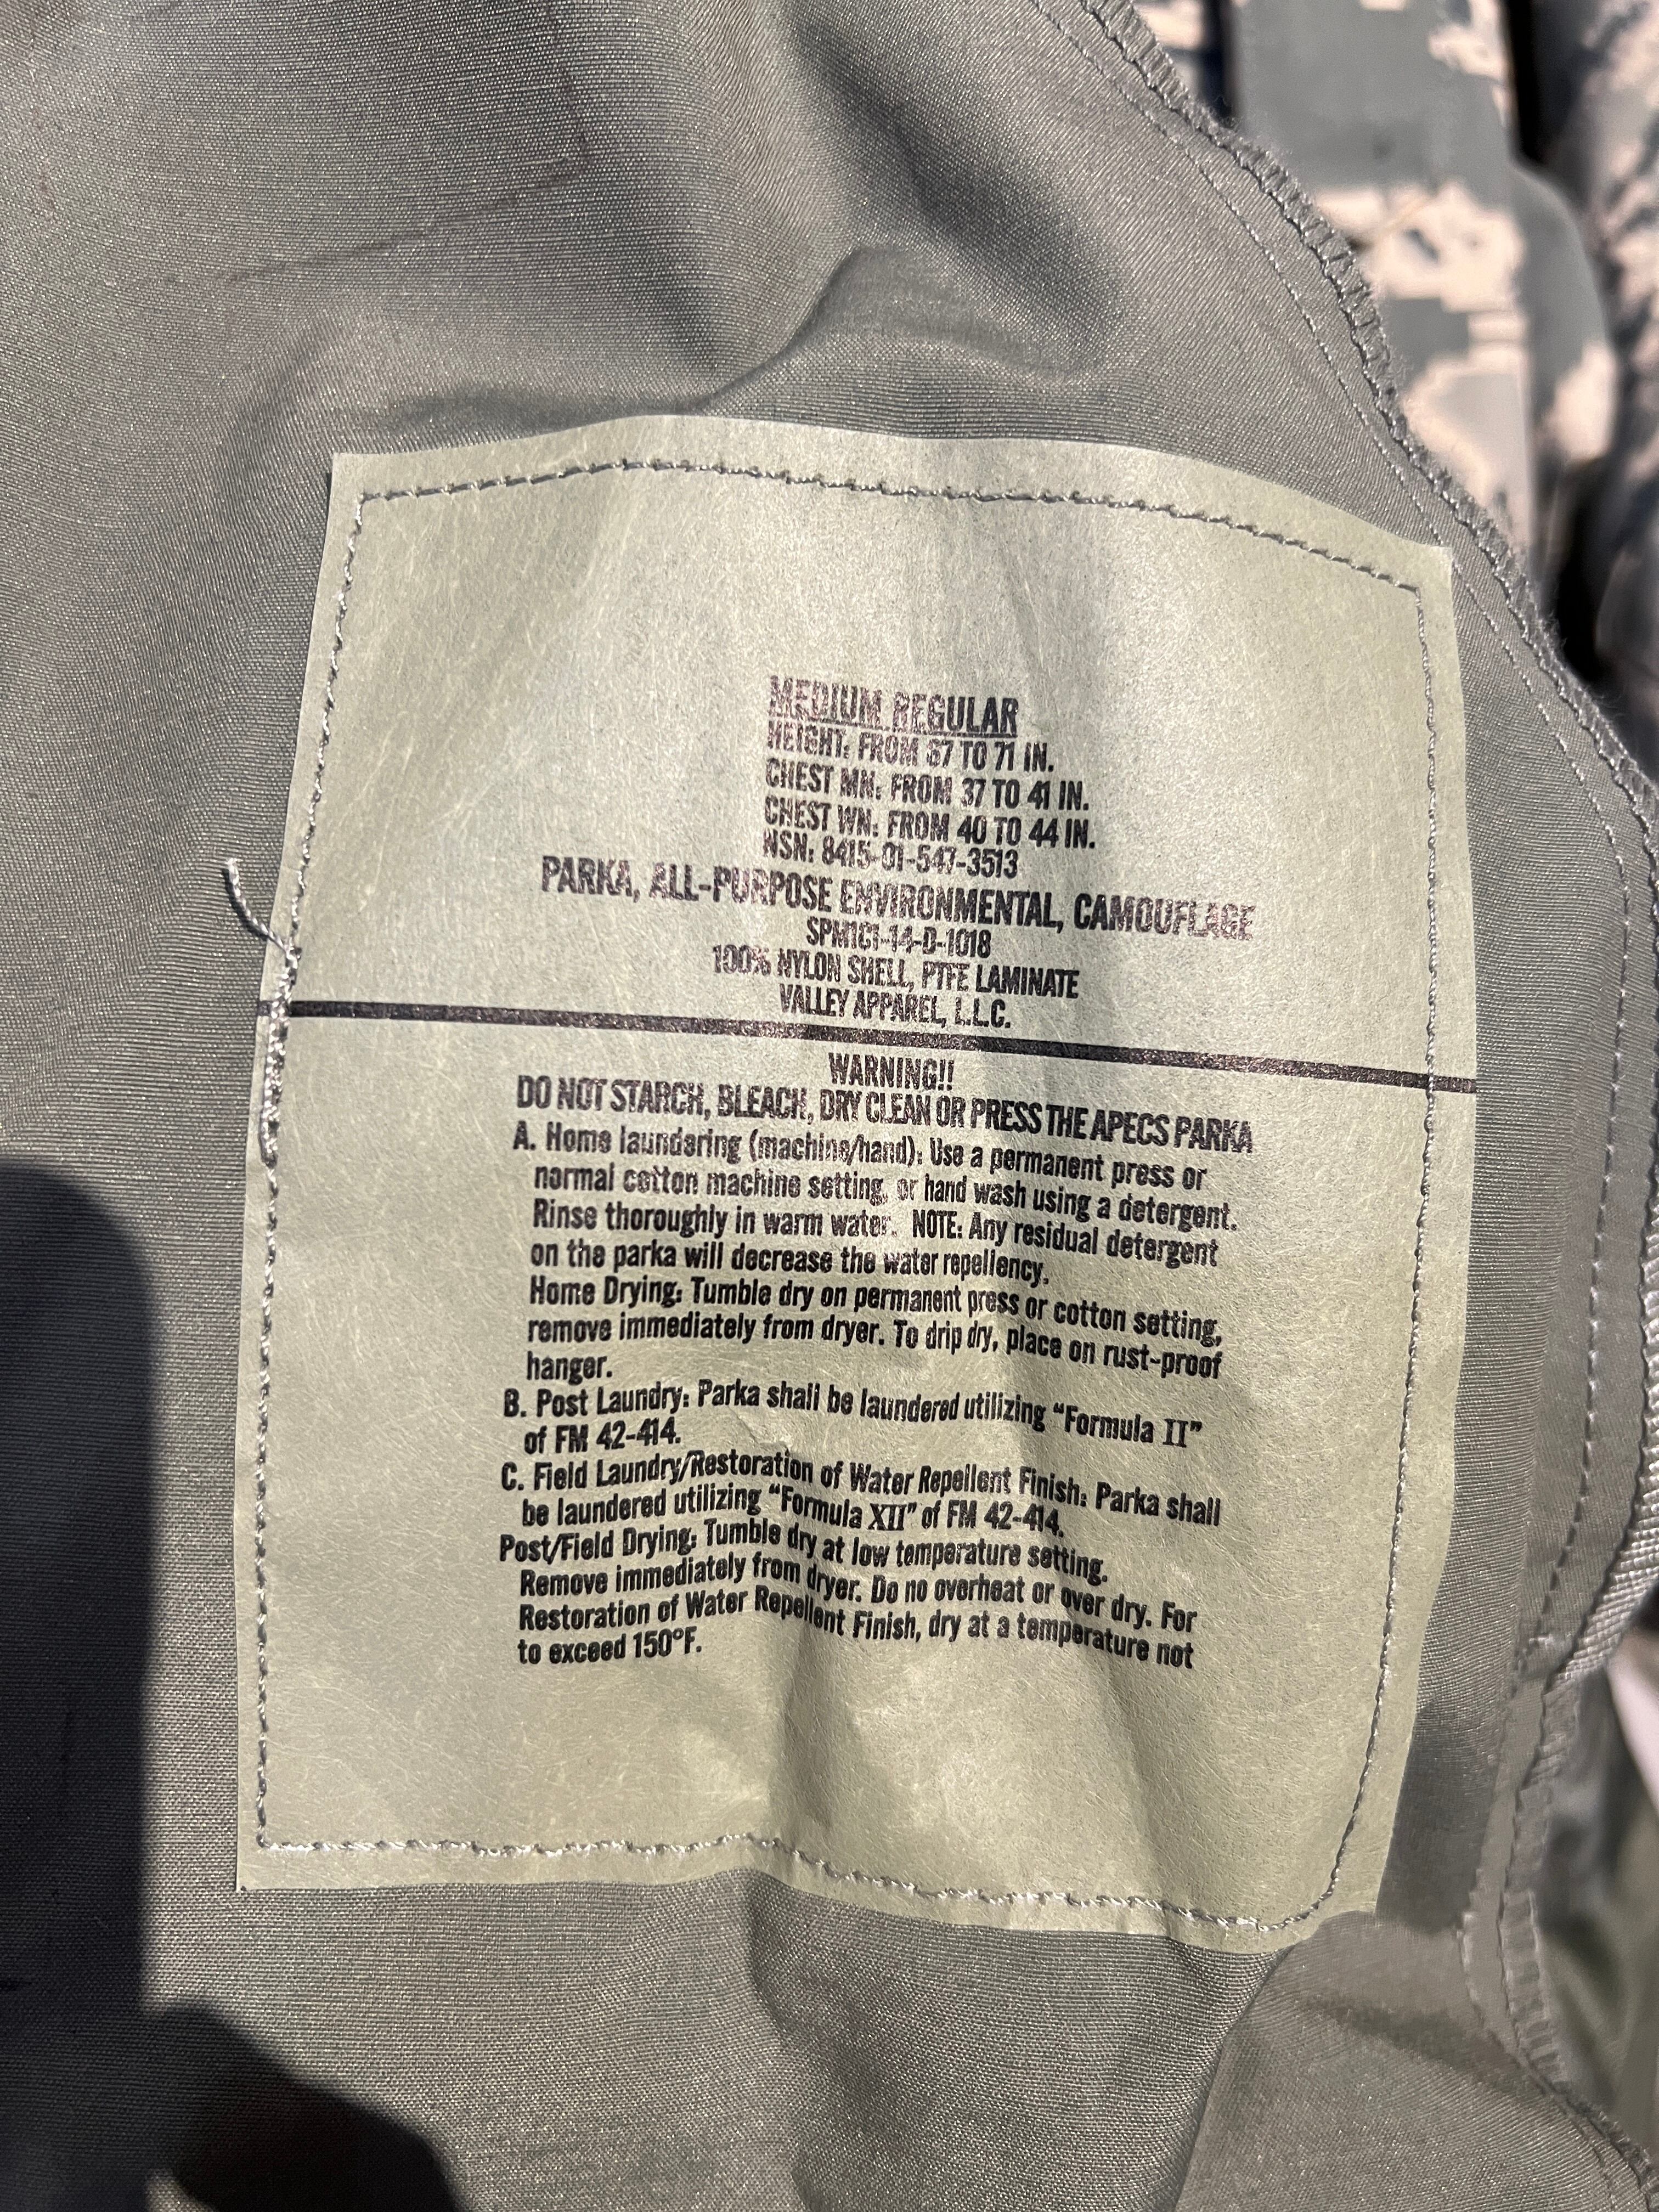 MEDIUM REGULAR
HEIGHT: FROM 67 TO 71 IN.
CHEST MN: FROM 37 TO 41 IN.
CHEST WN: FROM 40 TO 44 IN.
NSN: 8415-01-547-3513
PARKA, ALL-PURPOSE ENVIRONMENTAL, CAMOUFLAGE
SPM1C1-14-D-1018
100% NYLON SHELL, PTFE LAMINATE
VALLEY APPAREL, L.L.C.
WARNING!!
DO NOT STARCH, BLEACH, DRY CLEAN OR PRESS THE APECS PARKA
A. Home laundering (machine/hand): Use a permanent press or
normal cotton machine setting, or hand wash using a detergent.
Rinse thoroughly in warm water. NOTE: Any residual detergent
on the parka will decrease the water repellency.
Home Drying: Tumble dry on permanent press or cotton setting,
remove immediately from dryer. To drip dry, place on rust-proof
hanger.
B. Post Laundry: Parka shall be laundered utilizing “Formula II”
of FM 42-414.
C. Field Laundry/Restoration of Water Repellent Finish: Parka shall
be laundered utilizing “Formula XII” of FM 42-414.
Post/Field Drying: Tumble dry at low temperature setting.
Remove immediately from dryer. Do no overheat or over dry. For
Restoration of Water Repellent Finish, dry at a temperature not
to exceed 150°F.